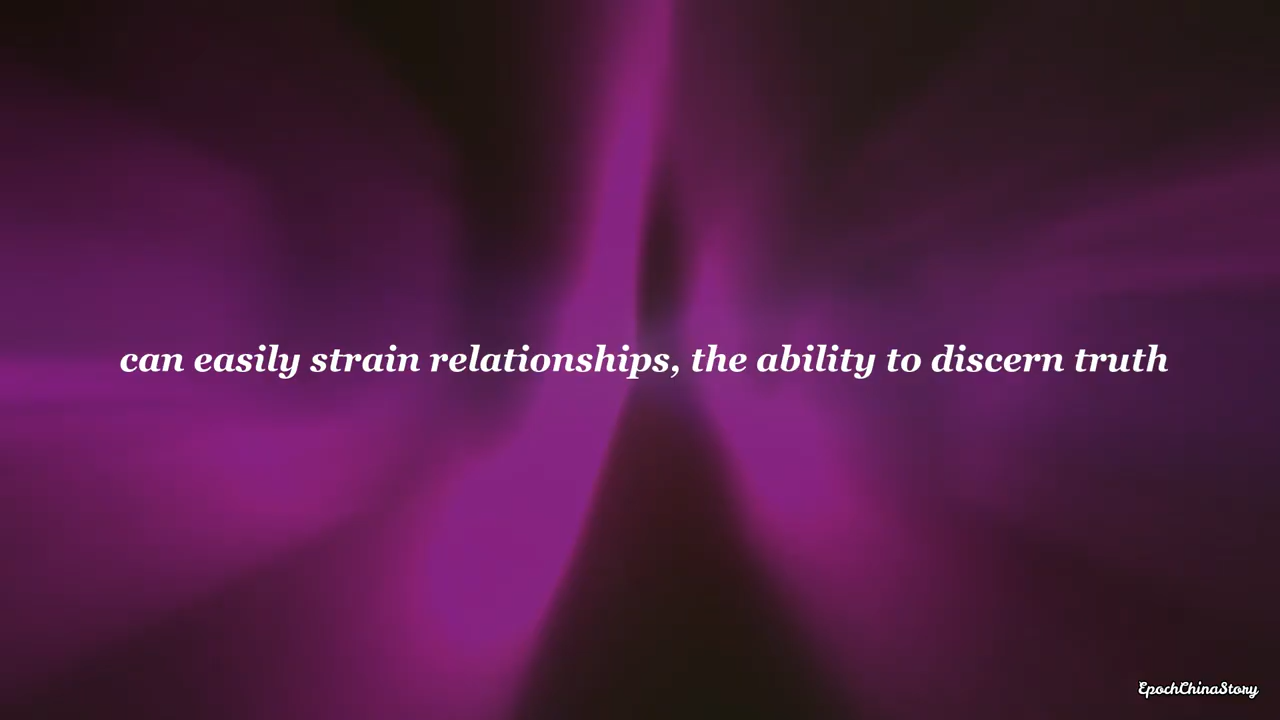 can easily strain relationships, the ability to discern truth
EpochChinaStory